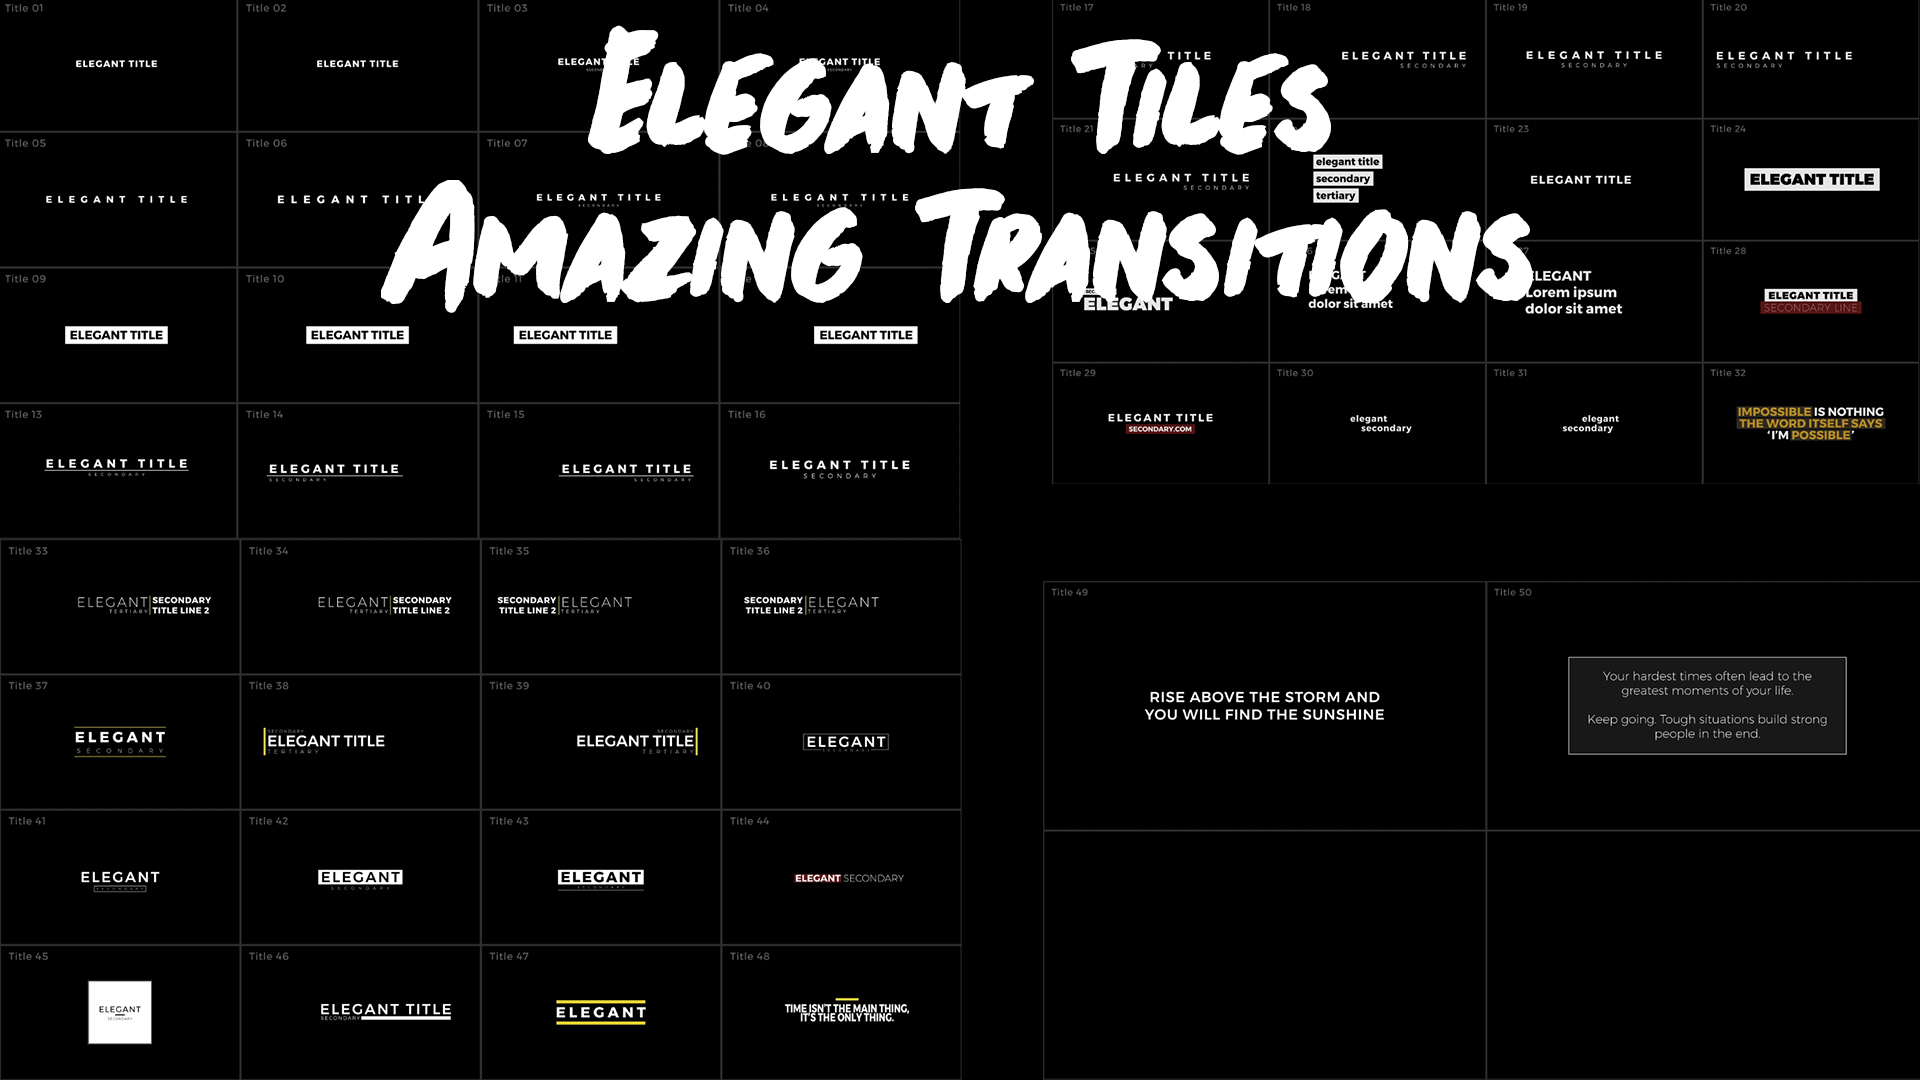 Elegant Tiles
Amazing Transitions
Title 01
Title 02
Title 03
Title 04
ELEGANT TITLE
ELEGANT TITLE
ELEGANT TITLE
Title 05
Title 06
Title 07
ELEGANT TITLE
ELEGANT
ELEGANT TITLE
SECONDARY
ELEGANT TITLE
SECONDARY
Title 09
Title 10
ELEGANT TITLE
ELEGANT TITLE
ELEGANT TITLE
ELEGANT TITLE
Title 13
Title 14
Title 15
Title 16
ELEGANT TITLE
SECONDARY
ELEGANT TITLE
SECONDARY
ELEGANT TITLE
SECONDARY
ELEGANT TITLE
SECONDARY
Title 17
Title 18
Title 19
Title 20
TITLE
ELEGANT TITLE
SECONDARY
ELEGANT TITLE
SECONDARY
ELEGANT TITLE
SECONDARY
Title 21
Title 23
Title 24
ELEGANT TITLE
SECONDARY
elegant title
secondary
tertiary
ELEGANT TITLE
ELEGANT TITLE
Title 28
ELEGANT
dolor sit amet
ELEGANT
Lorem ipsum
dolor sit amet
ELEGANT TITLE
SECONDARY LINE
Title 29
Title 30
Title 31
Title 32
ELEGANT TITLE
SECONDARY.COM
elegant
secondary
elegant
secondary
IMPOSSIBLE IS NOTHING
THE WORD ITSELF SAYS
‘I’M POSSIBLE’
Title 33
Title 34
Title 35
Title 36
ELEGANT
TERTIARY
SECONDARY
TITLE LINE 2
ELEGANT
TERTIARY
SECONDARY
TITLE LINE 2
SECONDARY
TITLE LINE 2
ELEGANT
TERTIARY
SECONDARY
TITLE LINE 2
ELEGANT
TERTIARY
Title 37
Title 38
Title 39
Title 40
ELEGANT
SECONDARY
SECONDARY
ELEGANT TITLE
TERTIARY
SECONDARY
ELEGANT TITLE
TERTIARY
ELEGANT
Title 41
Title 42
Title 43
Title 44
ELEGANT
SECONDARY
ELEGANT
SECONDARY
ELEGANT
SECONDARY
ELEGANT SECONDARY
Title 45
Title 46
Title 47
Title 48
ELEGANT
SECONDARY
ELEGANT TITLE
SECONDARY
ELEGANT
TIME ISN'T THE MAIN THING,
IT'S THE ONLY THING.
Title 49
Title 50
RISE ABOVE THE STORM AND
YOU WILL FIND THE SUNSHINE
Your hardest times often lead to the
greatest moments of your life.
Keep going. Tough situations build strong
people in the end.